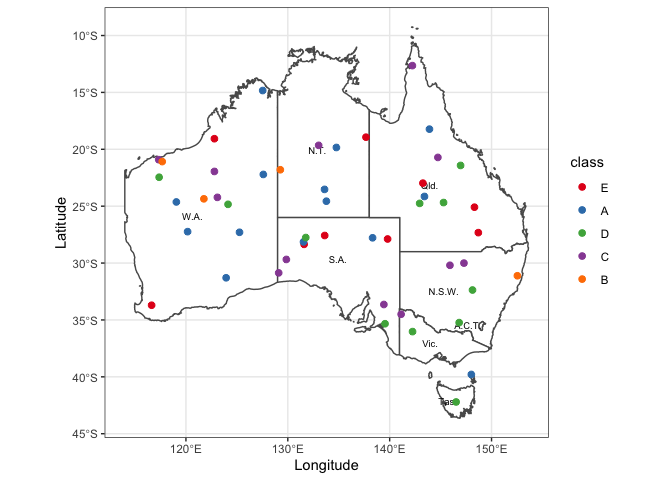 10°S
15°S
20°S
25°S
30°S
35°S
40°S
45°S
Latitude
120°E
130°E
140°E
150°E
Longitude
N.T.
Qld.
W.A.
S.A.
N.S.W.
A.C.T.
Vic.
Tas.
class
E
A
D
C
B